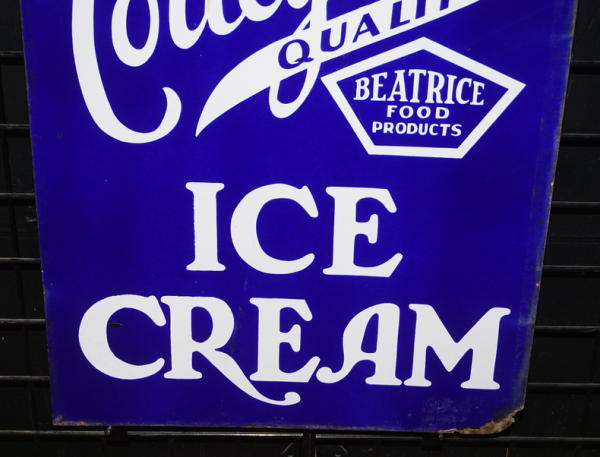 QUALI
BEATRICE
FOOD
PRODUCTS
ICE
CREAM